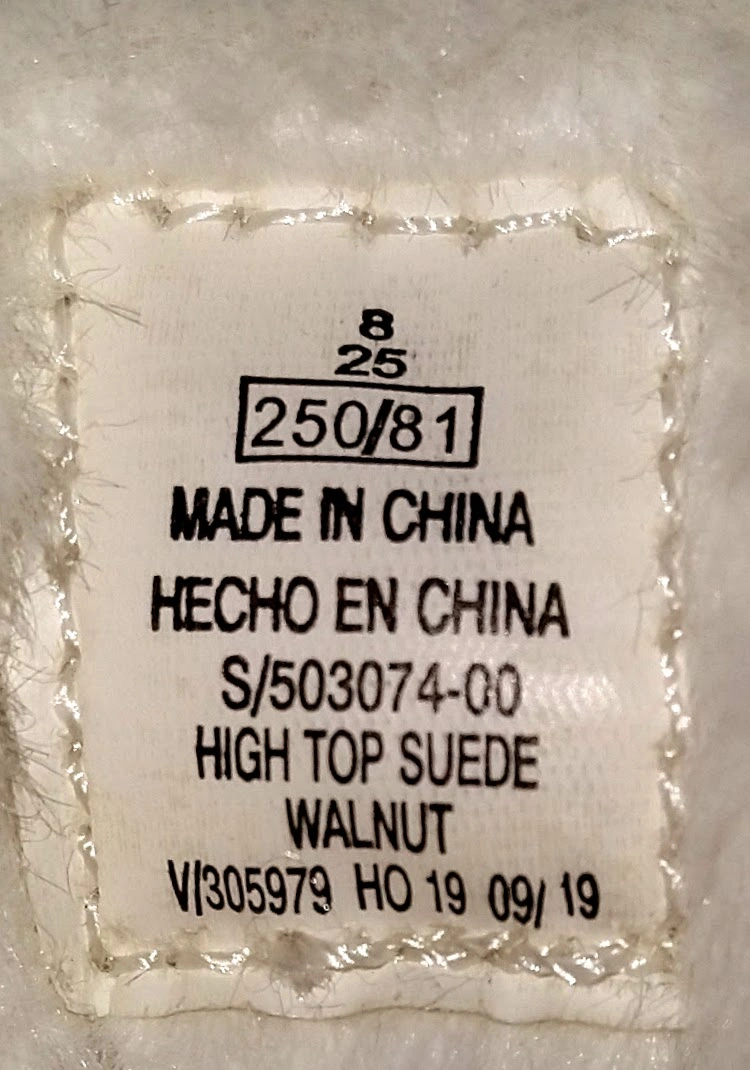 8
25
250/81
MADE IN CHINA
HECHO EN CHINA
S/503074-00
HIGH TOP SUEDE
WALNUT
V/305979 HO 19 09/ 19